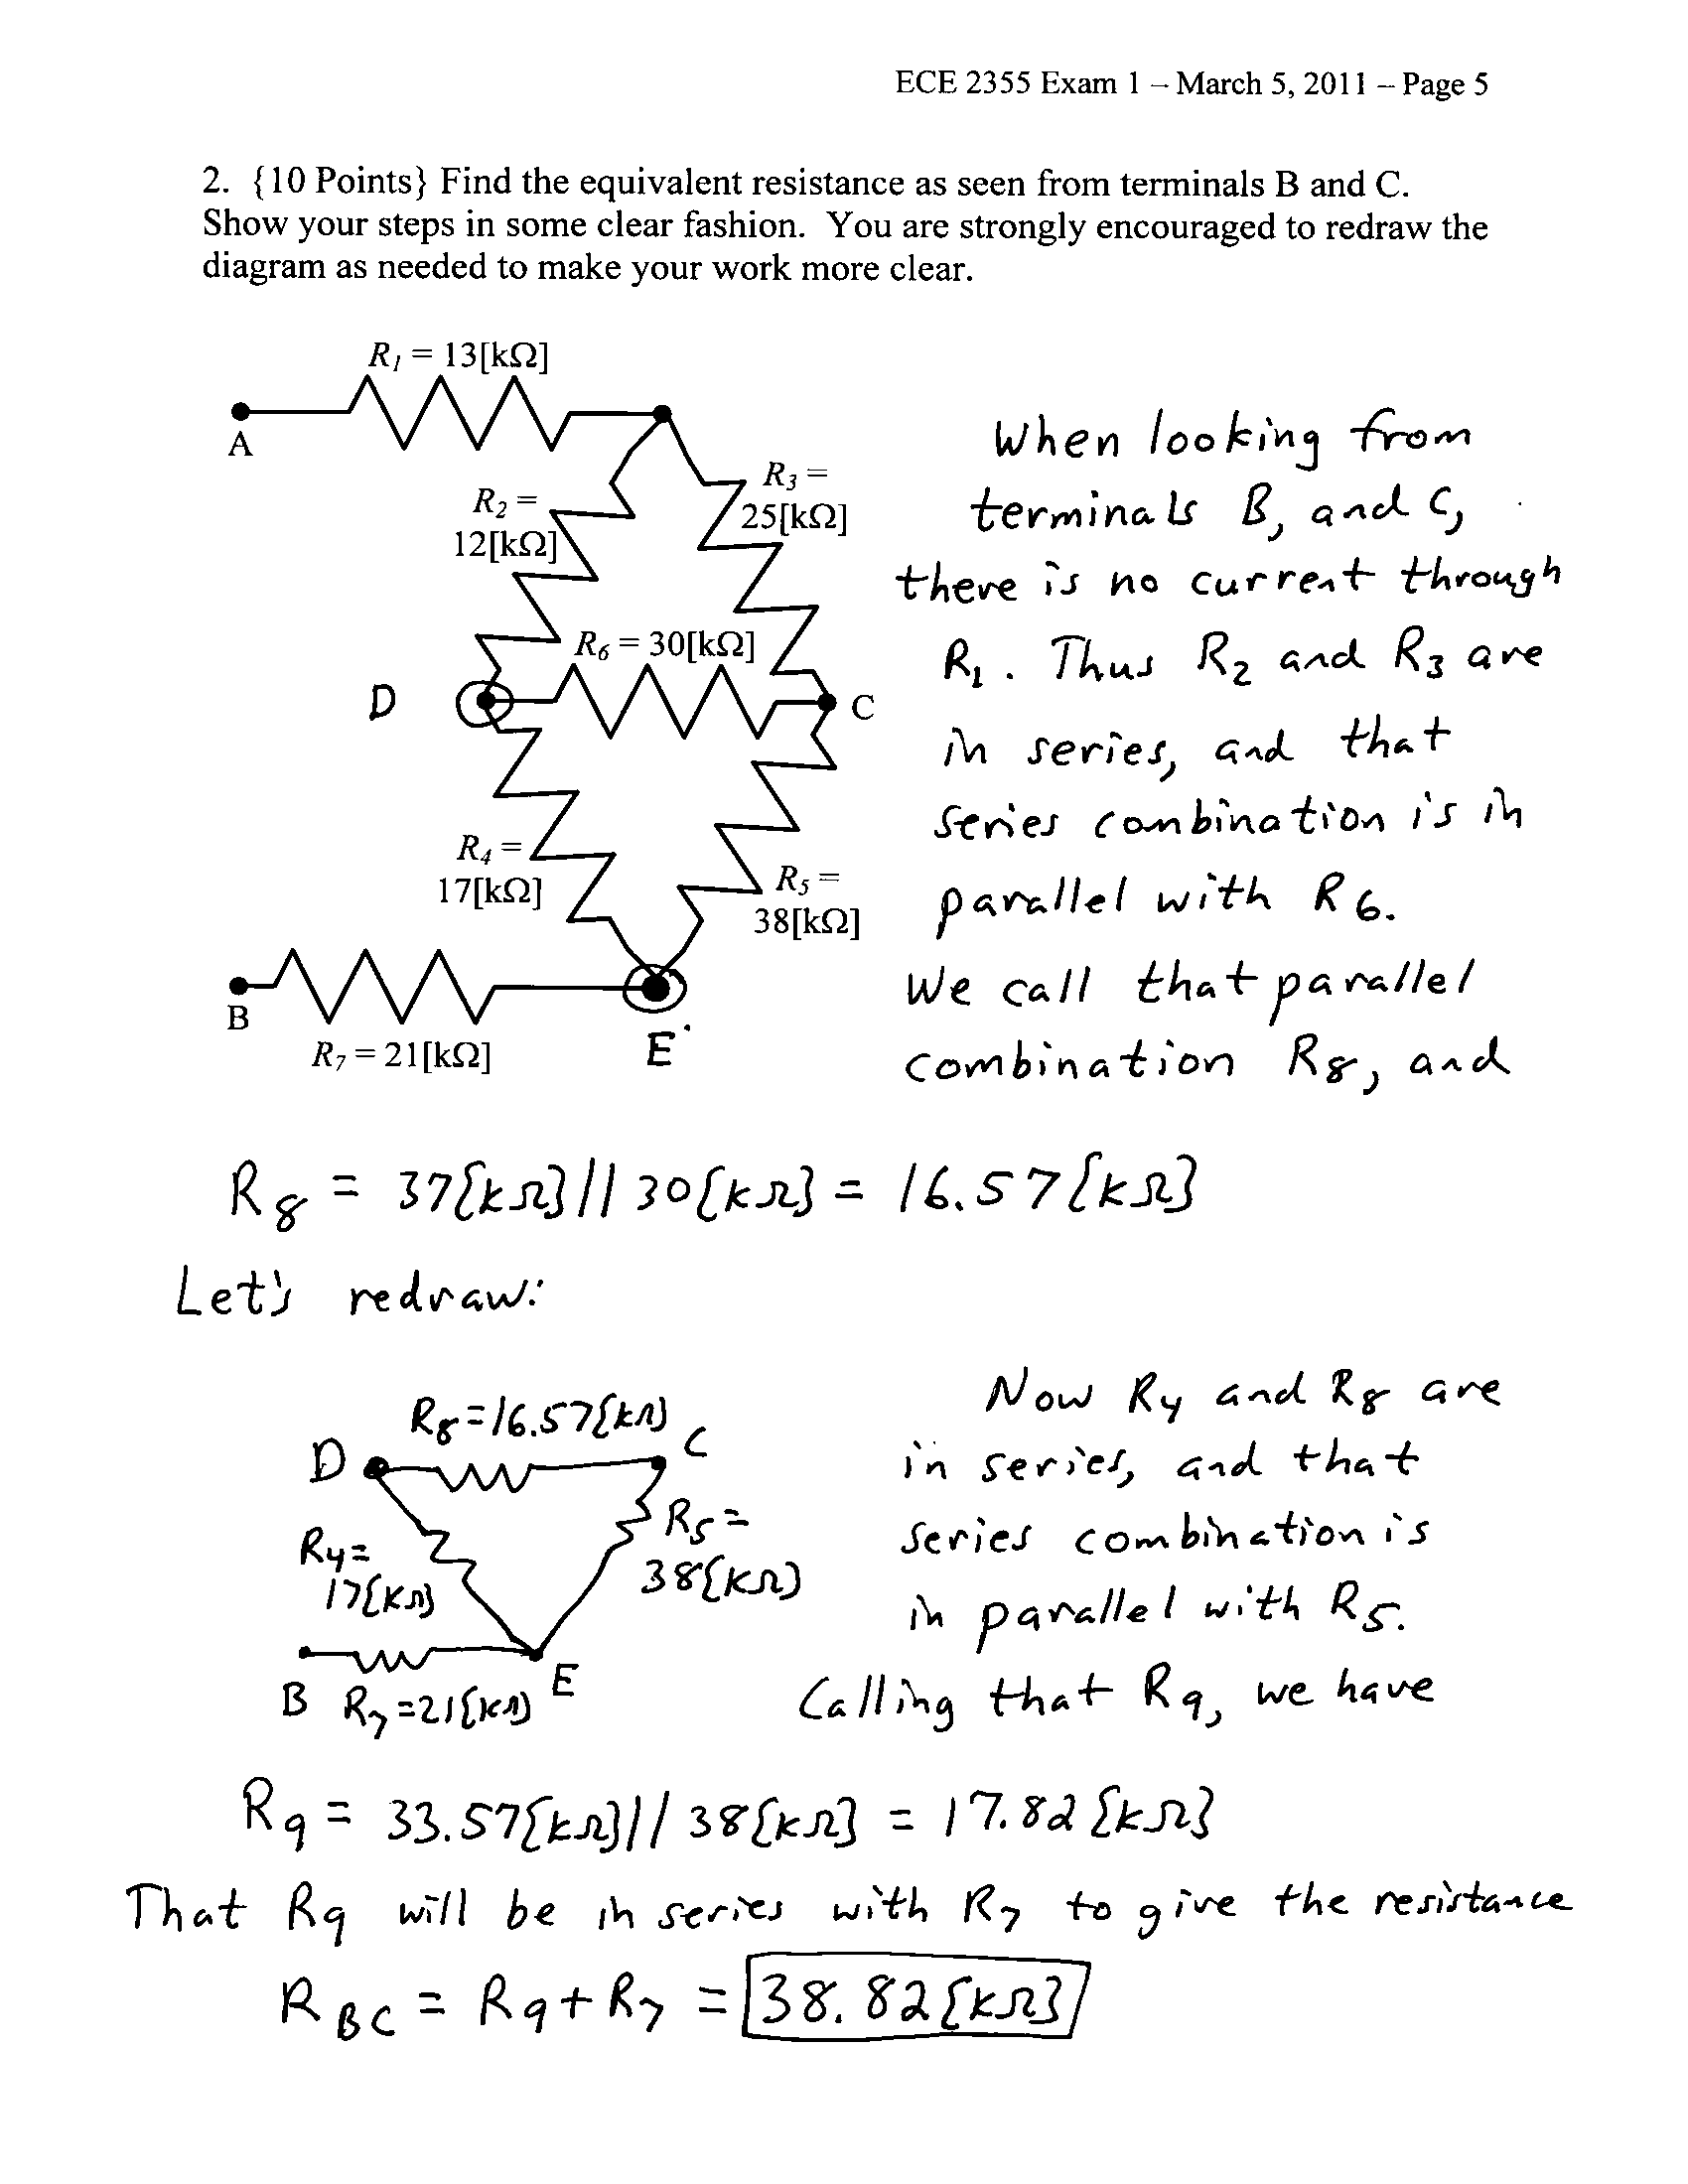 ECE 2355 Exam 1 – March 5, 2011 – Page 5
2. {10 Points} Find the equivalent resistance as seen from terminals B and C.
Show your steps in some clear fashion. You are strongly encouraged to redraw the
diagram as needed to make your work more clear.
R1 = 13[kΩ]
A
R2 =
12[kΩ]
R3 =
25[kΩ]
R6 = 30[kΩ]
D
C
R4 =
17[kΩ]
R5 =
38[kΩ]
B
R7 = 21[kΩ]
E
When looking from
terminals B, and C,
there is no current through
R1. Thus R2 and R3 are
in series, and that
series combination is in
parallel with R6.
We call that parallel
combination R8, and
R8 = 37[kΩ]//30[kΩ] = 16.57[kΩ]
Let's redraw:
R8=16.57[kΩ]
D
C
R4=
17[kΩ]
R5=
38[kΩ]
B
R7=21[kΩ]
E
Now R4 and R8 are
in series, and that
series combination is
in parallel with R5.
Calling that R9, we have
R9 = 33.57[kΩ]//38[kΩ] = 17.82[kΩ]
That R9 will be in series with R7 to give the resistance
RBC = R9+R7 = 38.82[kΩ]